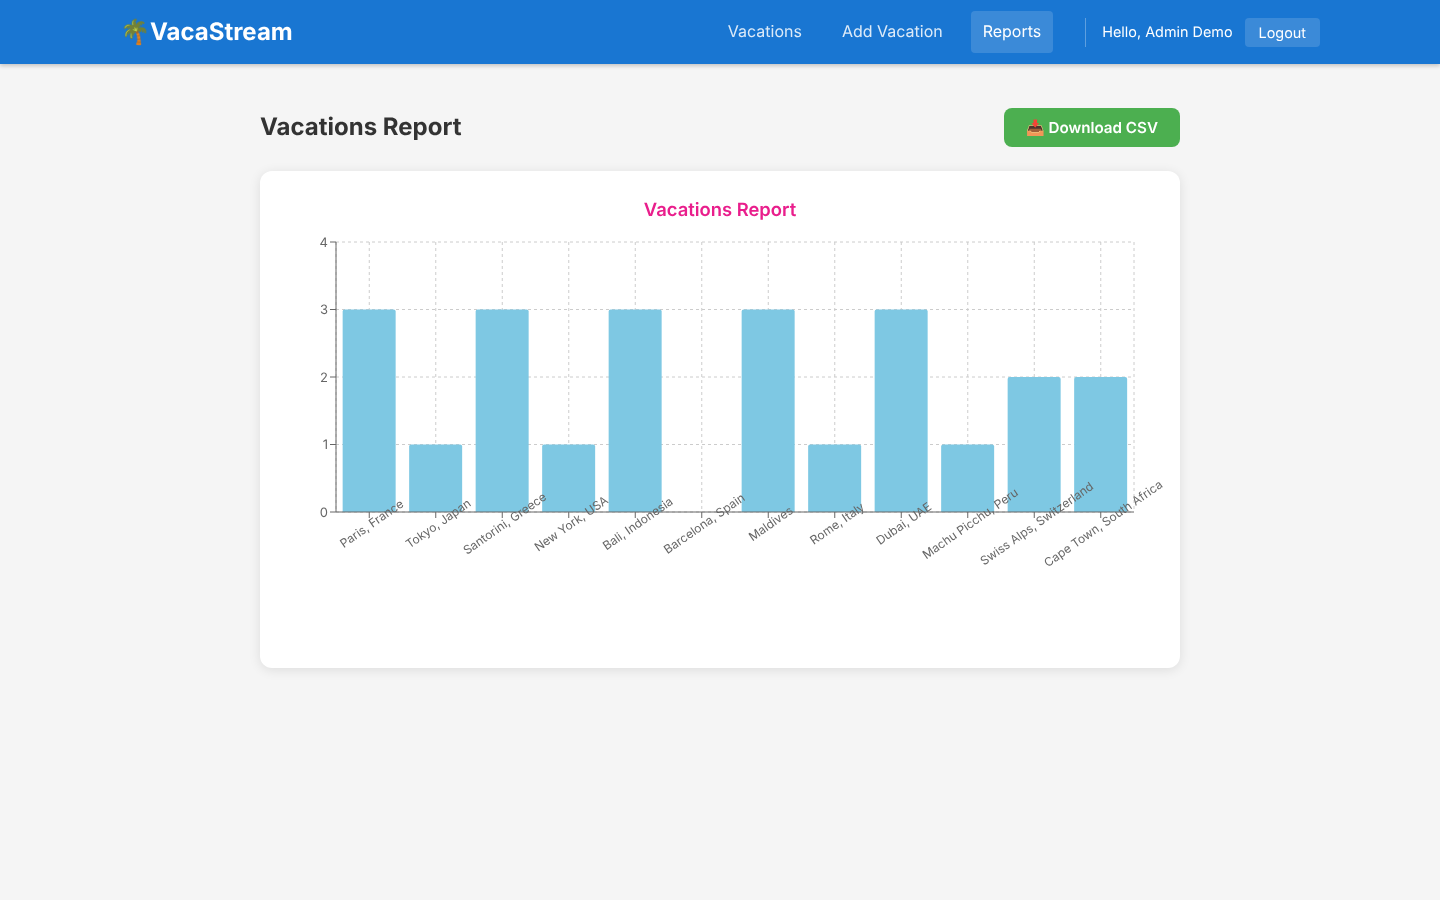 🌴VacaStream
Vacations
Add Vacation
Reports
Hello, Admin Demo
Logout
Vacations Report
📥 Download CSV
Vacations Report
4
3
2
1
0
Paris, France
Tokyo, Japan
Santorini, Greece
New York, USA
Bali, Indonesia
Barcelona, Spain
Maldives
Rome, Italy
Dubai, UAE
Machu Picchu, Peru
Swiss Alps, Switzerland
Cape Town, South Africa